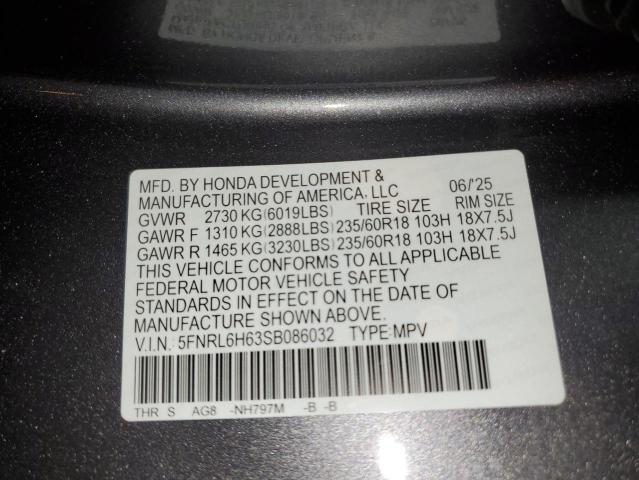 MFD. BY HONDA DEVELOPMENT &
MANUFACTURING OF AMERICA, LLC 06/'25
GVWR 2730 KG(6019LBS) TIRE SIZE RIM SIZE
GAWR F 1310 KG(2888LBS) 235/60R18 103H 18X7.5J
GAWR R 1465 KG(3230LBS) 235/60R18 103H 18X7.5J
THIS VEHICLE CONFORMS TO ALL APPLICABLE
FEDERAL MOTOR VEHICLE SAFETY
STANDARDS IN EFFECT ON THE DATE OF
MANUFACTURE SHOWN ABOVE.
V.I.N.: 5FNRL6H63SB086032 TYPE:MPV
THR S AG8 -NH797M -B -B